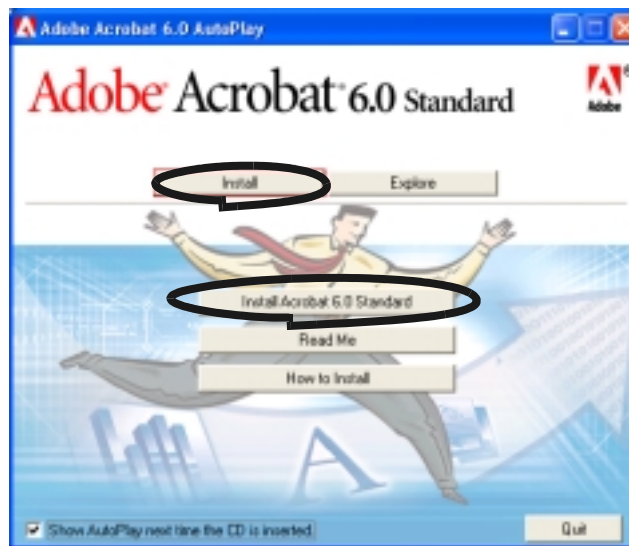 Adobe Acrobat 6.0 AutoPlay
Adobe Acrobat 6.0 Standard
Adobe
Install Explore
Install Acrobat 6.0 Standard
Read Me
How to Install
A
Show AutoPlay next time the CD is inserted.
Quit